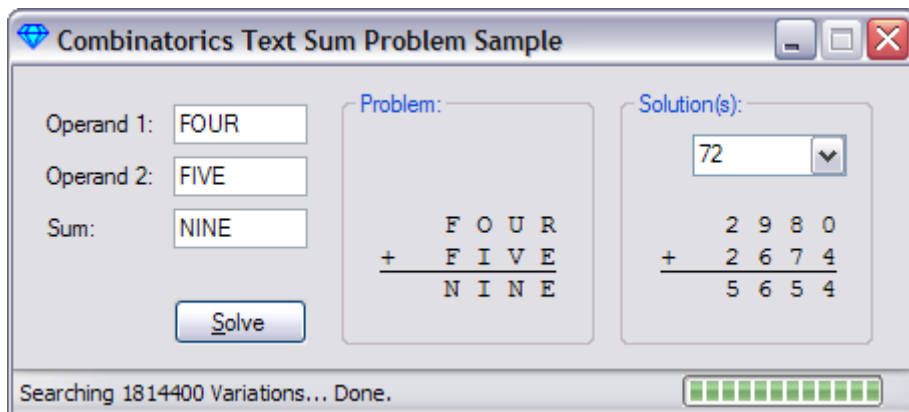 Combinatorics Text Sum Problem Sample
Operand 1: FOUR
Operand 2: FIVE
Sum: NINE
Solve
Problem:
F O U R
+ F I V E
N I N E
Solution(s):
72
2 9 8 0
+ 2 6 7 4
5 6 5 4
Searching 1814400 Variations... Done.